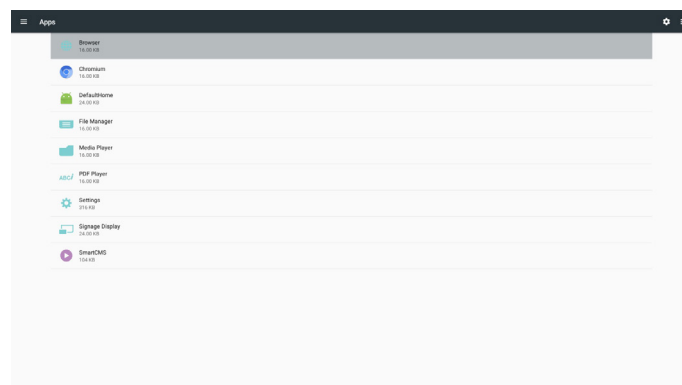 Apps
Browser
16.00 KB
Chromium
16.00 KB
DefaultHome
24.00 KB
File Manager
16.00 KB
Media Player
16.00 KB
ABC
PDF Player
16.00 KB
Settings
316 KB
Signage Display
24.00 KB
SmartCMS
104 KB